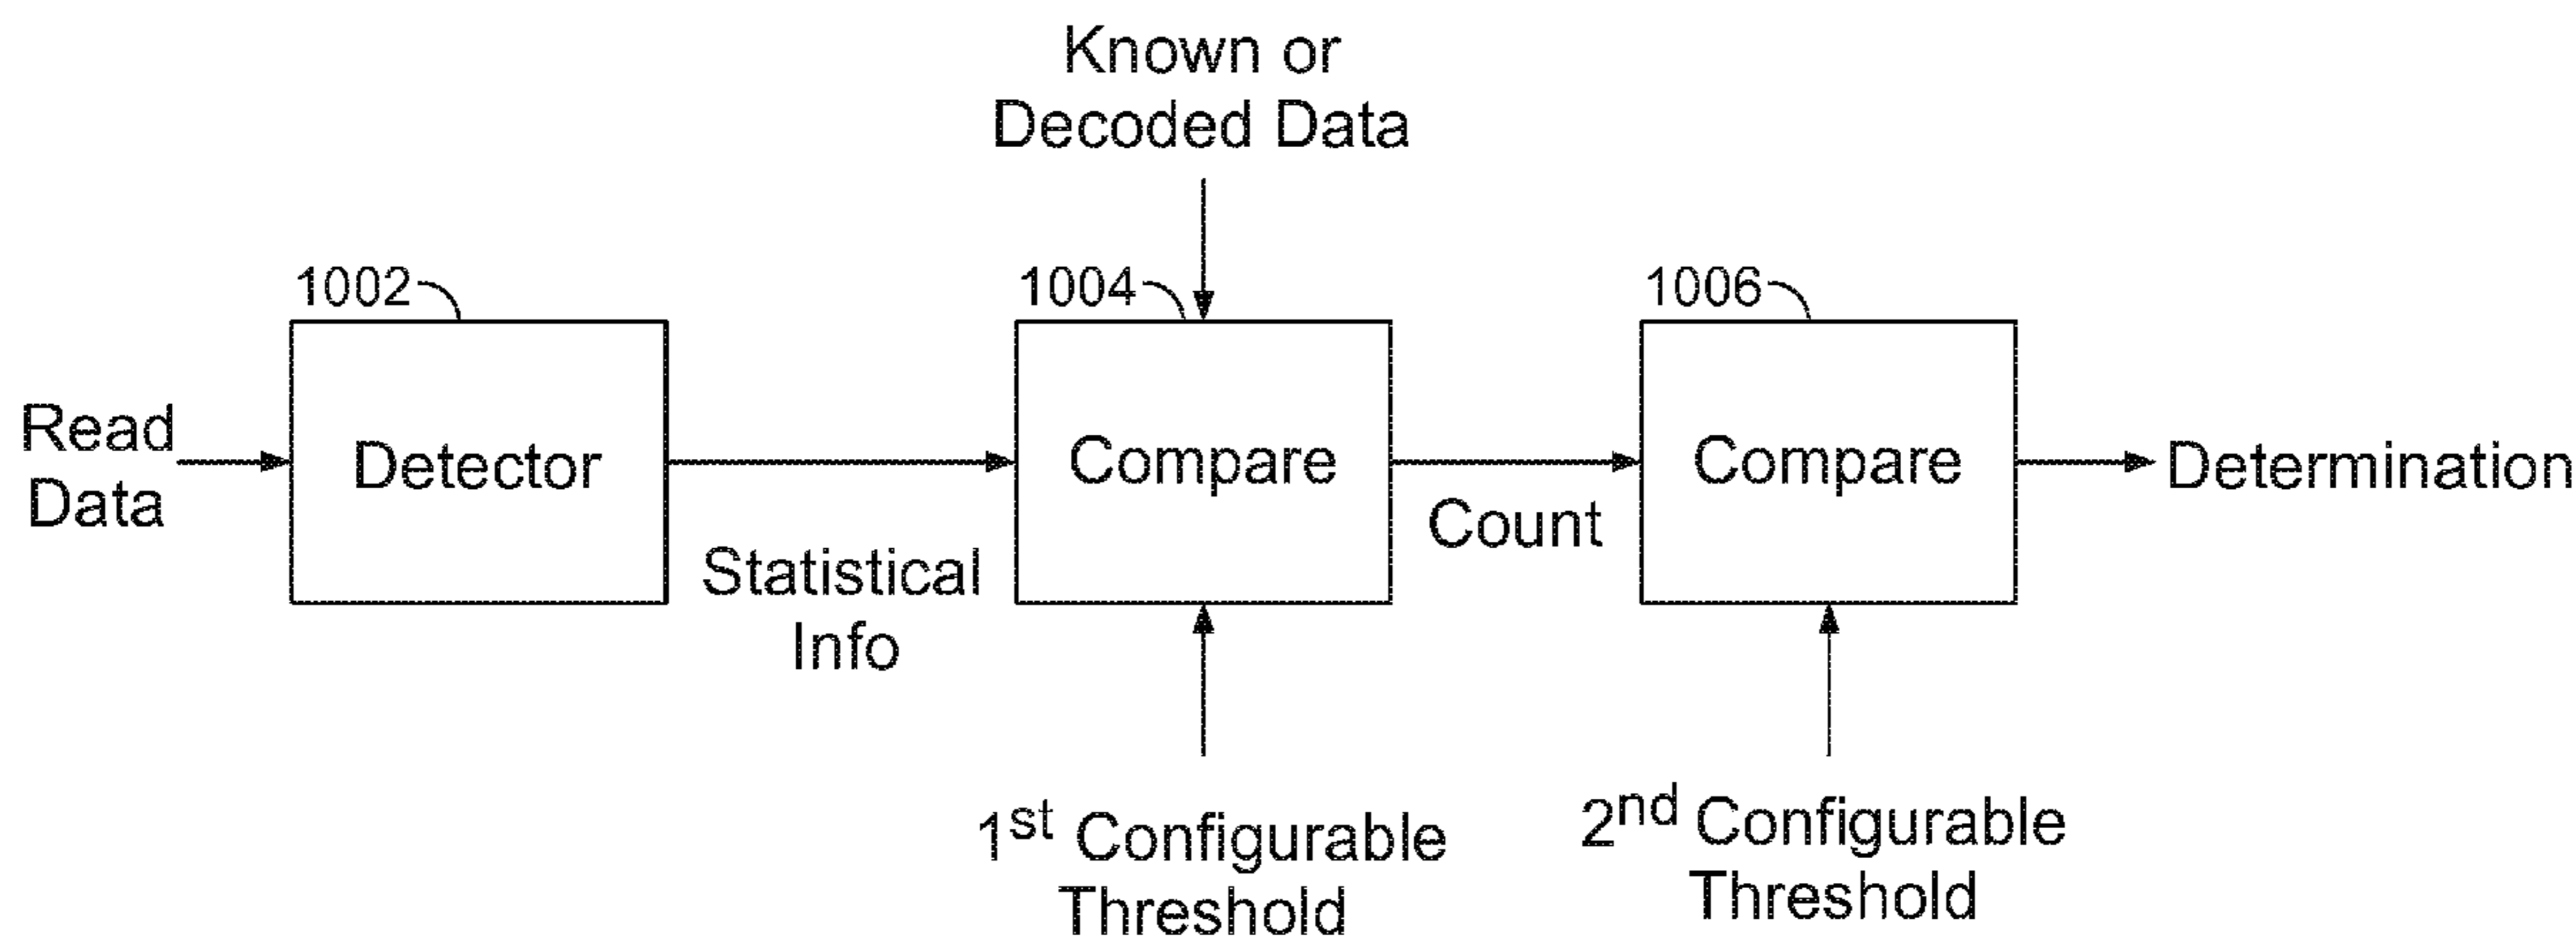 Known or
Decoded Data
1002
1004
1006
Read
Data
Detector
Statistical
Info
Compare
Count
Compare
Determination
1st Configurable
Threshold
2nd Configurable
Threshold